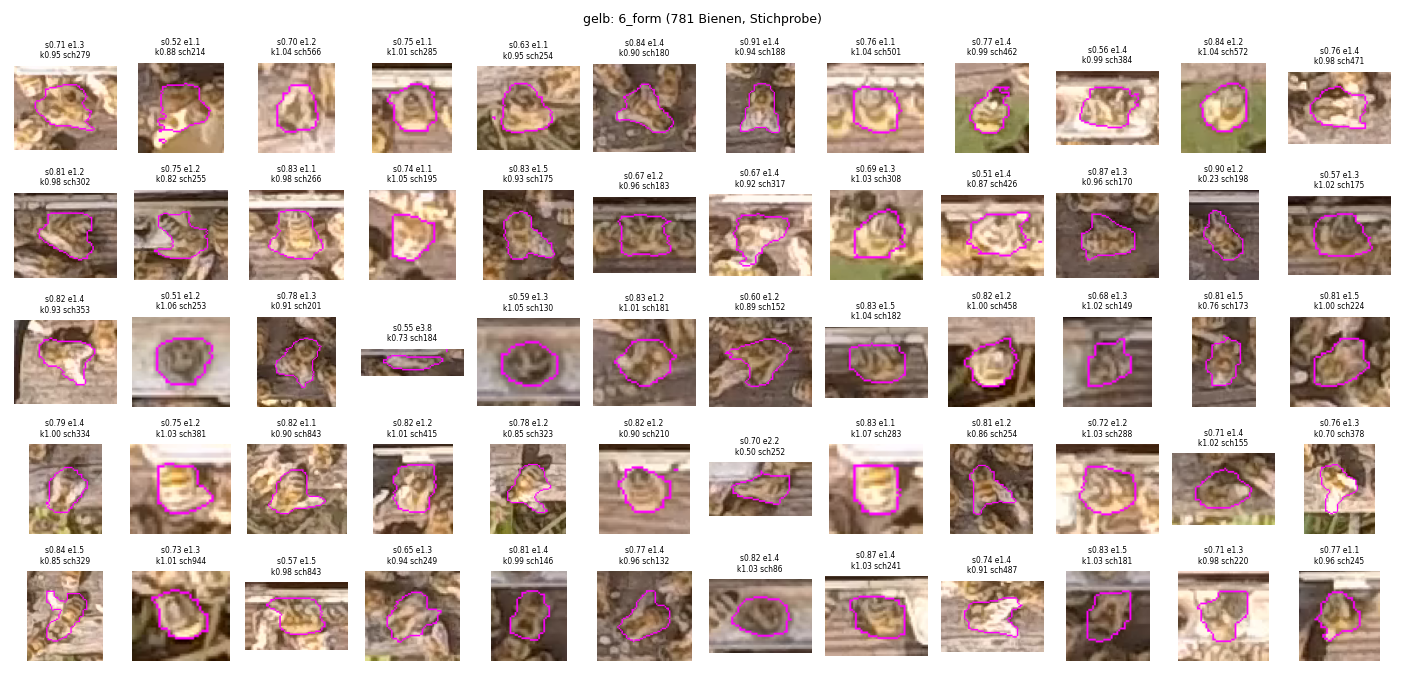 gelb: 6_form (781 Bienen, Stichprobe)
s0.71 e1.3
k0.95 sch279
s0.52 e1.1
k0.88 sch214
s0.70 e1.2
k1.04 sch566
s0.75 e1.1
k1.01 sch285
s0.63 e1.1
k0.95 sch254
s0.84 e1.4
k0.90 sch180
s0.91 e1.4
k0.94 sch188
s0.76 e1.1
k1.04 sch501
s0.77 e1.4
k0.99 sch462
s0.56 e1.4
k0.99 sch384
s0.84 e1.2
k1.04 sch572
s0.76 e1.4
k0.98 sch471
s0.81 e1.2
k0.98 sch302
s0.75 e1.2
k0.82 sch255
s0.83 e1.1
k0.98 sch266
s0.74 e1.1
k1.05 sch195
s0.83 e1.5
k0.93 sch175
s0.67 e1.2
k0.96 sch183
s0.67 e1.4
k0.92 sch317
s0.69 e1.3
k1.03 sch308
s0.51 e1.4
k0.87 sch426
s0.87 e1.3
k0.96 sch170
s0.90 e1.2
k0.23 sch198
s0.57 e1.3
k1.02 sch175
s0.82 e1.4
k0.93 sch353
s0.51 e1.2
k1.06 sch253
s0.78 e1.3
k0.91 sch201
s0.55 e3.8
k0.73 sch184
s0.59 e1.3
k1.05 sch130
s0.83 e1.2
k1.01 sch181
s0.60 e1.2
k0.89 sch152
s0.83 e1.5
k1.04 sch182
s0.82 e1.2
k1.00 sch458
s0.68 e1.3
k1.02 sch149
s0.81 e1.5
k0.76 sch173
s0.81 e1.5
k1.00 sch224
s0.79 e1.4
k1.00 sch334
s0.75 e1.2
k1.03 sch381
s0.82 e1.1
k0.90 sch843
s0.82 e1.2
k1.01 sch415
s0.78 e1.2
k0.85 sch323
s0.82 e1.2
k0.90 sch210
s0.70 e2.2
k0.50 sch252
s0.83 e1.1
k1.07 sch283
s0.81 e1.2
k0.86 sch254
s0.72 e1.2
k1.03 sch288
s0.71 e1.4
k1.02 sch155
s0.76 e1.3
k0.70 sch378
s0.84 e1.5
k0.85 sch329
s0.73 e1.3
k1.01 sch944
s0.57 e1.5
k0.98 sch843
s0.65 e1.3
k0.94 sch249
s0.81 e1.4
k0.99 sch146
s0.77 e1.4
k0.96 sch132
s0.82 e1.4
k1.03 sch86
s0.87 e1.4
k1.03 sch241
s0.74 e1.4
k0.91 sch487
s0.83 e1.5
k1.03 sch181
s0.71 e1.3
k0.98 sch220
s0.77 e1.1
k0.96 sch245